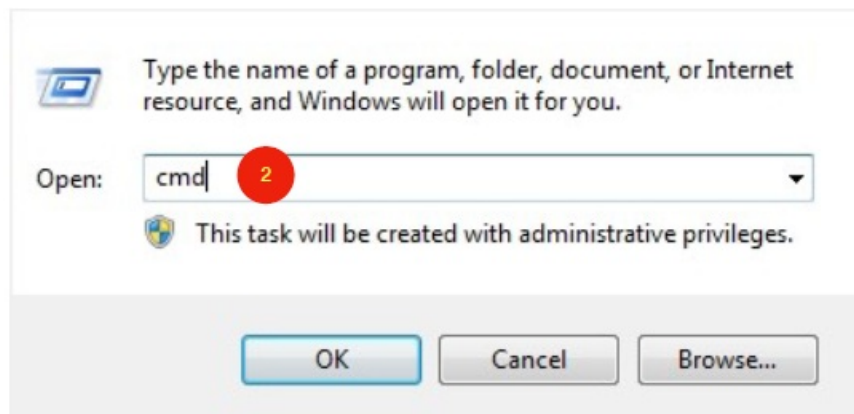 Type the name of a program, folder, document, or Internet
resource, and Windows will open it for you.
Open: cmd 2
This task will be created with administrative privileges.
OK Cancel Browse...